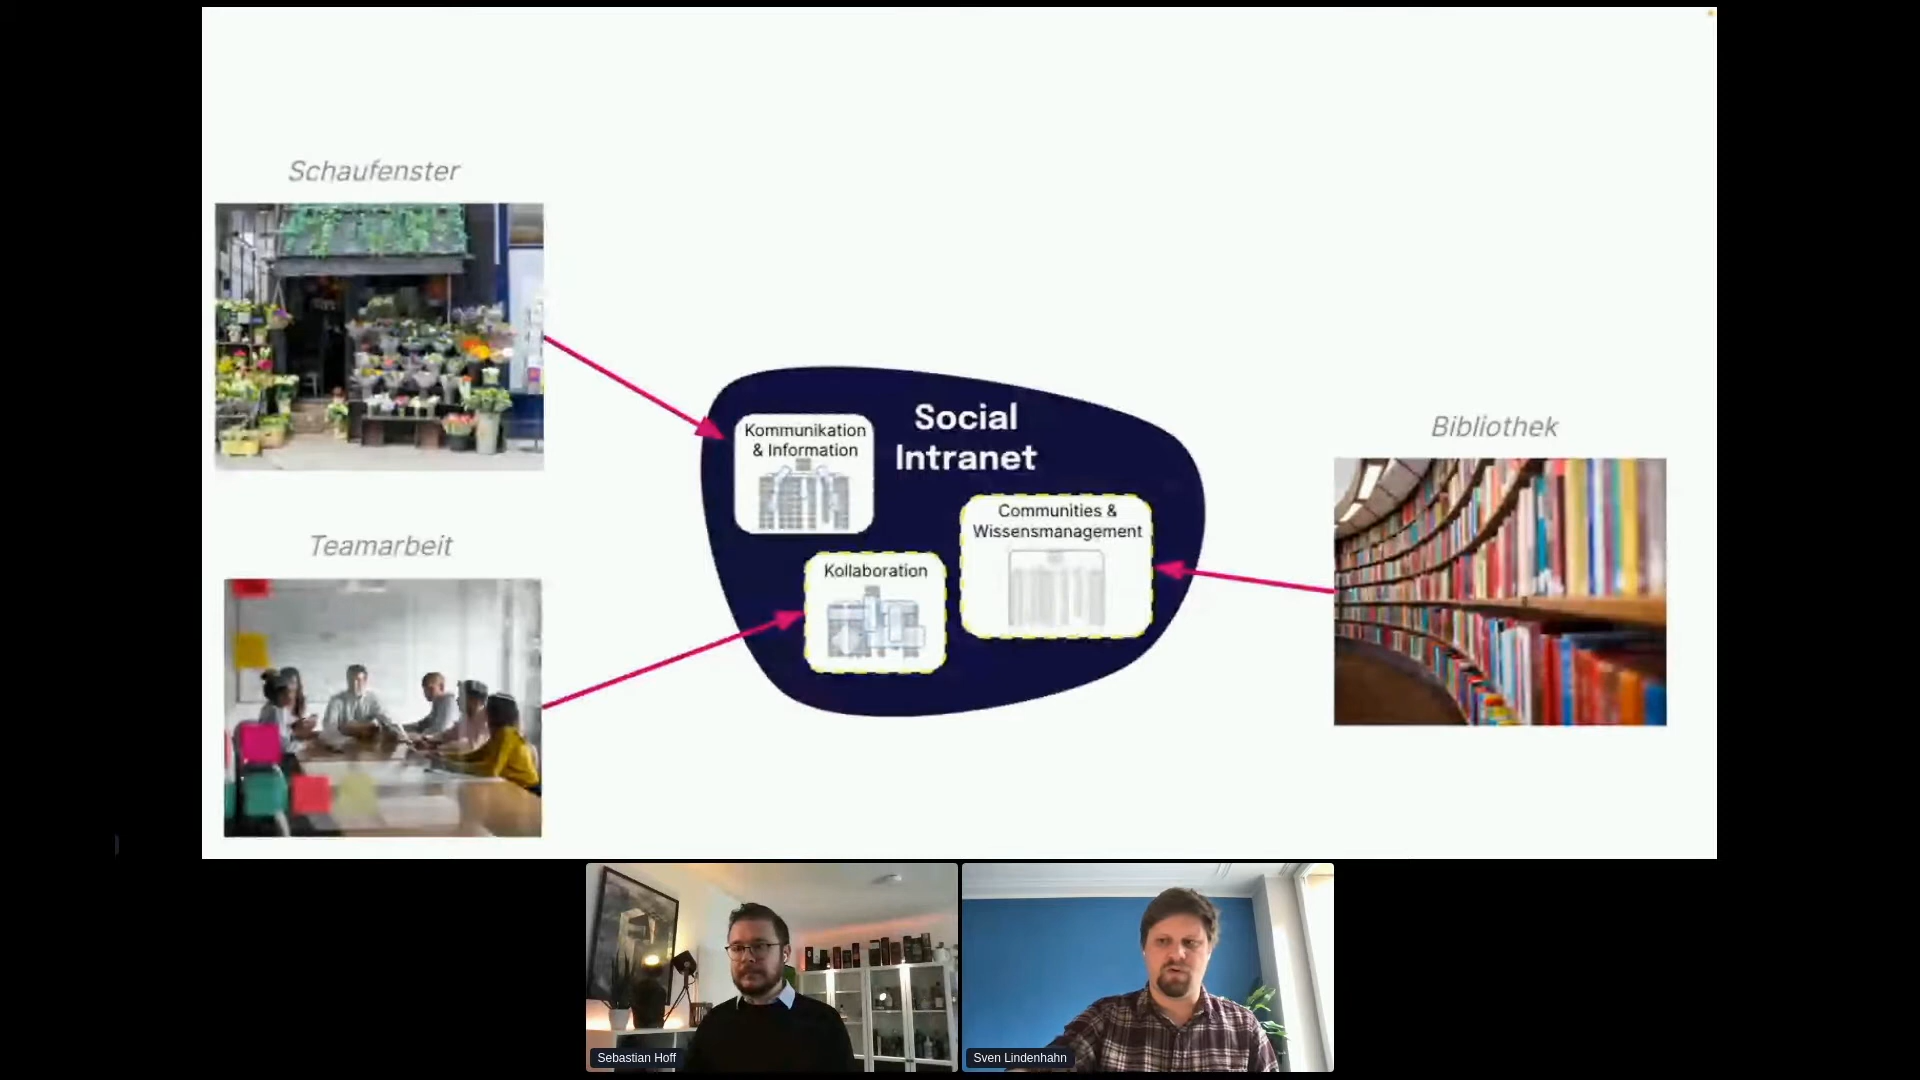 Schaufenster
Teamarbeit
Kommunikation
& Information
Social
Intranet
Kollaboration
Communities &
Wissensmanagement
Bibliothek
Sebastian Hoff
Sven Lindenhahn